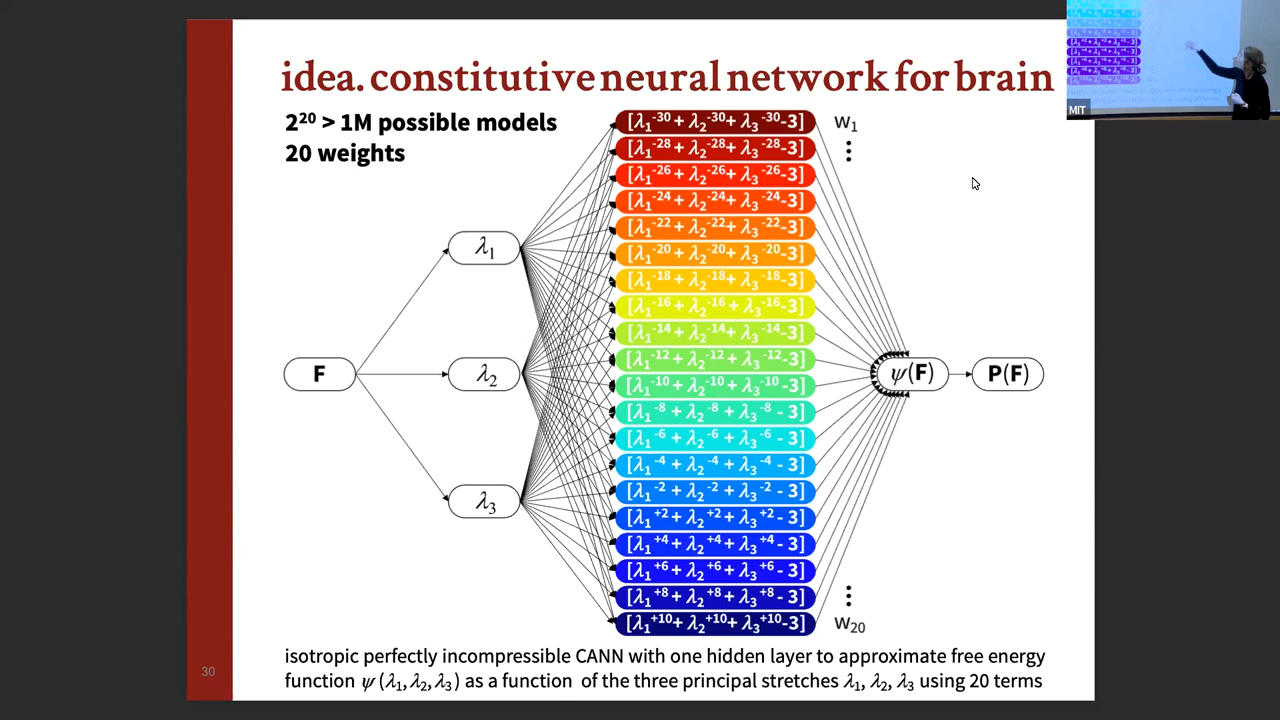 idea. constitutive neural network for brain
2²⁰ > 1M possible models
20 weights
F
λ₁
λ₂
λ₃
[λ₁⁻³⁰ + λ₂⁻³⁰ + λ₃⁻³⁰-3]
[λ₁⁻²⁸ + λ₂⁻²⁸ + λ₃⁻²⁸-3]
[λ₁⁻²⁶ + λ₂⁻²⁶ + λ₃⁻²⁶-3]
[λ₁⁻²⁴ + λ₂⁻²⁴ + λ₃⁻²⁴-3]
[λ₁⁻²² + λ₂⁻²² + λ₃⁻²²-3]
[λ₁⁻²⁰ + λ₂⁻²⁰ + λ₃⁻²⁰-3]
[λ₁⁻¹⁸ + λ₂⁻¹⁸ + λ₃⁻¹⁸-3]
[λ₁⁻¹⁶ + λ₂⁻¹⁶ + λ₃⁻¹⁶-3]
[λ₁⁻¹⁴ + λ₂⁻¹⁴ + λ₃⁻¹⁴-3]
[λ₁⁻¹² + λ₂⁻¹² + λ₃⁻¹²-3]
[λ₁⁻¹⁰ + λ₂⁻¹⁰ + λ₃⁻¹⁰-3]
[λ₁⁻⁸ + λ₂⁻⁸ + λ₃⁻⁸ - 3]
[λ₁⁻⁶ + λ₂⁻⁶ + λ₃⁻⁶ - 3]
[λ₁⁻⁴ + λ₂⁻⁴ + λ₃⁻⁴ - 3]
[λ₁⁻² + λ₂⁻² + λ₃⁻² - 3]
[λ₁⁺² + λ₂⁺² + λ₃⁺² - 3]
[λ₁⁺⁴ + λ₂⁺⁴ + λ₃⁺⁴ - 3]
[λ₁⁺⁶ + λ₂⁺⁶ + λ₃⁺⁶ - 3]
[λ₁⁺⁸ + λ₂⁺⁸ + λ₃⁺⁸ - 3]
[λ₁⁺¹⁰ + λ₂⁺¹⁰ + λ₃⁺¹⁰-3]
w₁
⋮
⋮
w₂₀
ψ(F)
P(F)
isotropic perfectly incompressible CANN with one hidden layer to approximate free energy
function ψ (λ₁, λ₂, λ₃) as a function of the three principal stretches λ₁, λ₂, λ₃ using 20 terms
30
MIT